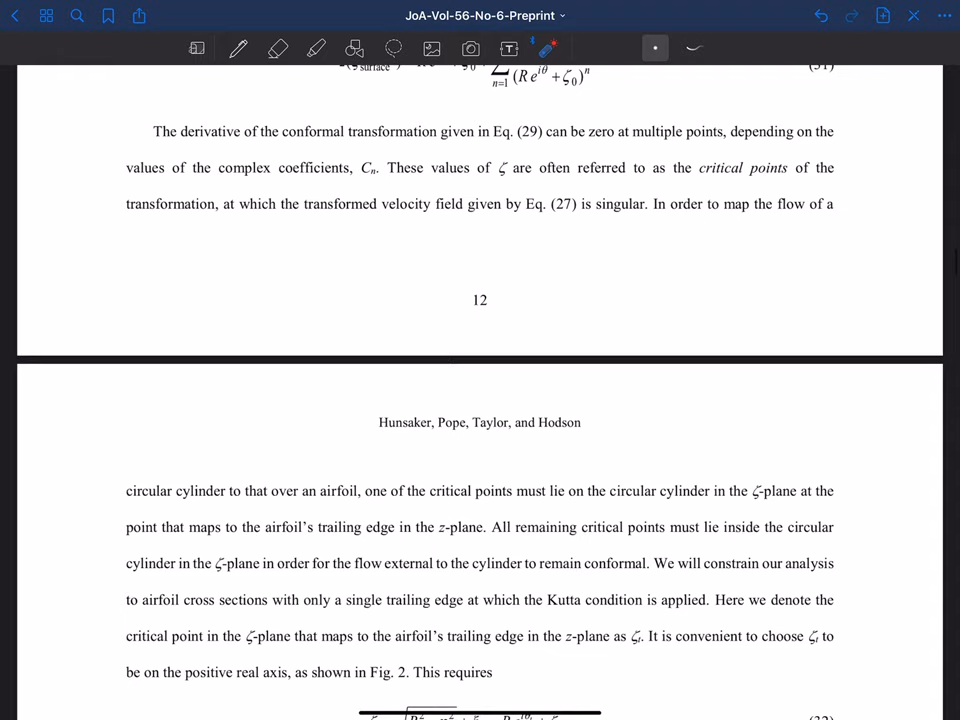 JoA-Vol-56-No-6-Preprint
surface
n=1 (R e^{iθ} + ζ_0)^n
The derivative of the conformal transformation given in Eq. (29) can be zero at multiple points, depending on the
values of the complex coefficients, C_n. These values of ζ are often referred to as the critical points of the
transformation, at which the transformed velocity field given by Eq. (27) is singular. In order to map the flow of a
12
Hunsaker, Pope, Taylor, and Hodson
circular cylinder to that over an airfoil, one of the critical points must lie on the circular cylinder in the ζ-plane at the
point that maps to the airfoil's trailing edge in the z-plane. All remaining critical points must lie inside the circular
cylinder in the ζ-plane in order for the flow external to the cylinder to remain conformal. We will constrain our analysis
to airfoil cross sections with only a single trailing edge at which the Kutta condition is applied. Here we denote the
critical point in the ζ-plane that maps to the airfoil's trailing edge in the z-plane as ζ_t. It is convenient to choose ζ_t to
be on the positive real axis, as shown in Fig. 2. This requires